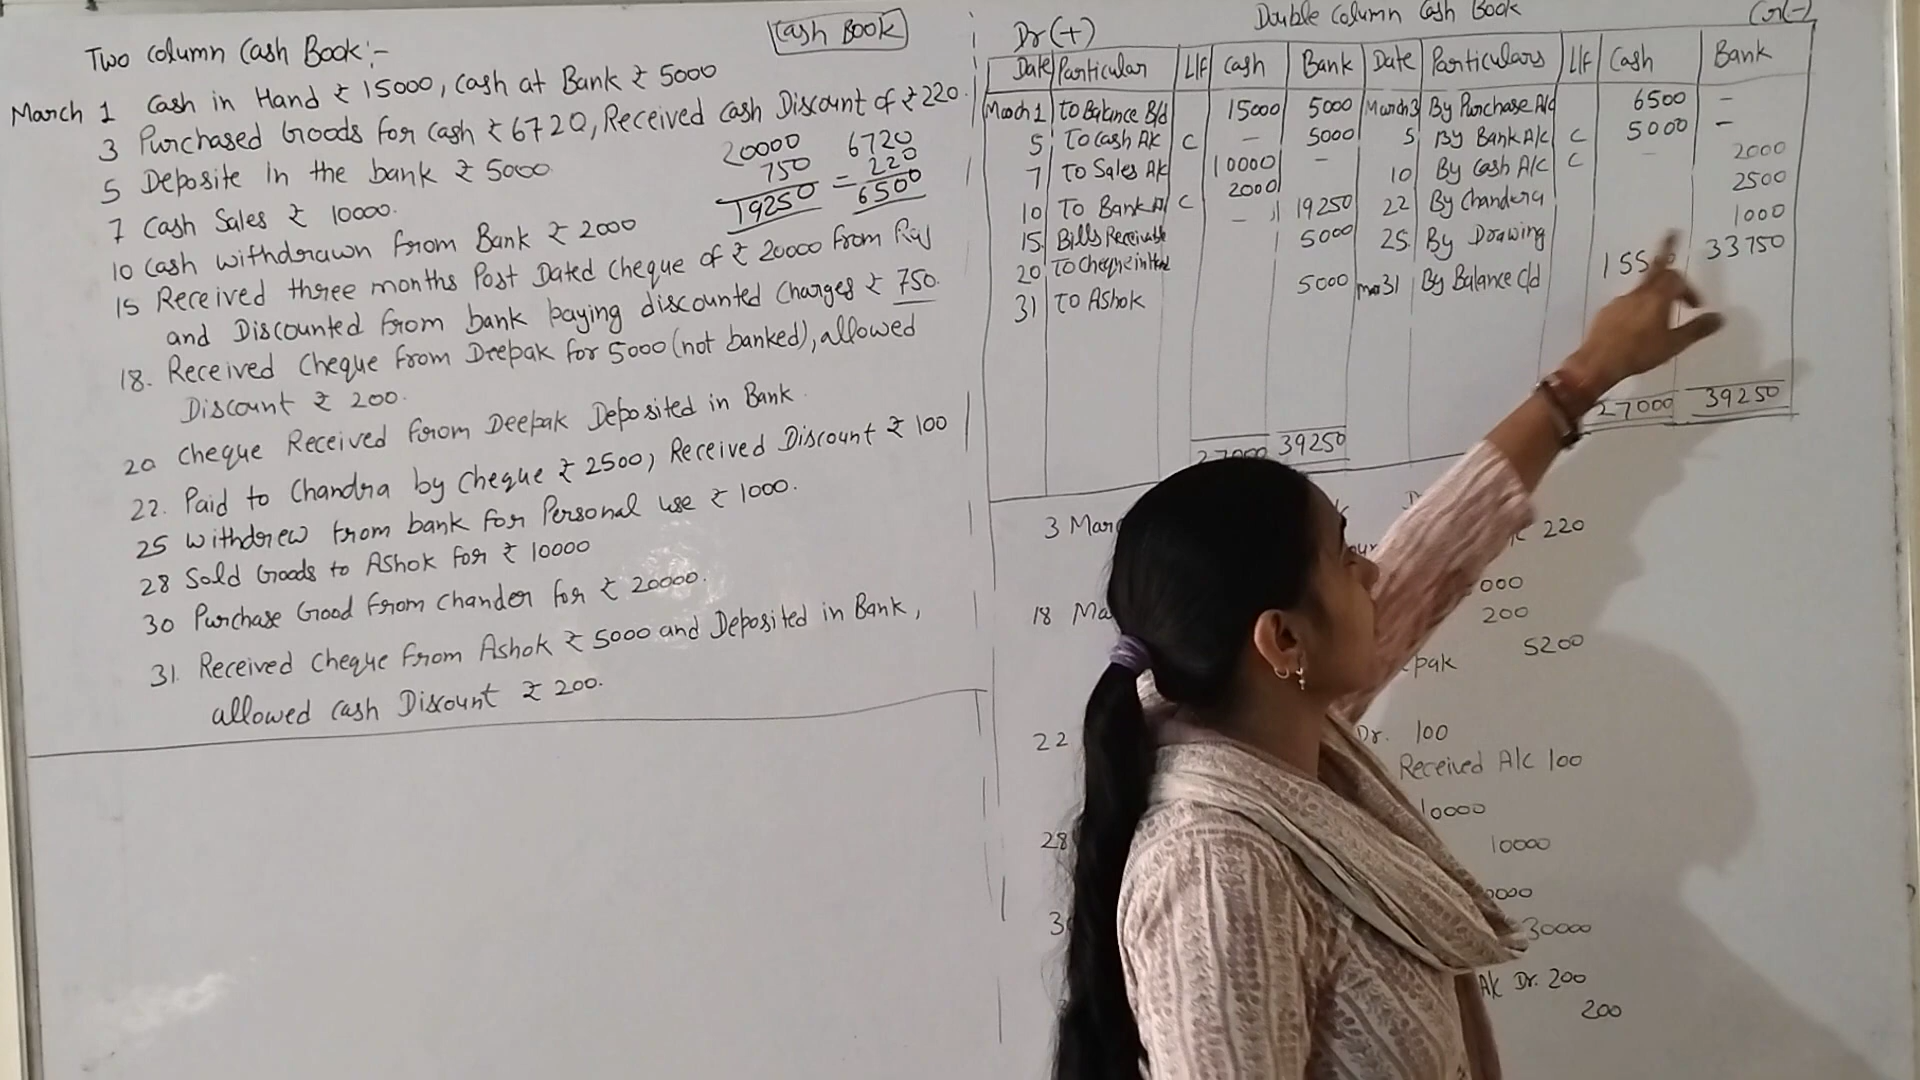 Cash Book
Two column Cash Book:-
March 1 Cash in Hand ₹ 15000, Cash at Bank ₹ 5000
3 Purchased Goods for cash ₹ 6720, Received cash Discount of ₹ 220.
5 Deposite in the bank ₹ 5000
7 Cash Sales ₹ 10000.
10 Cash withdrawn from Bank ₹ 2000
15 Received three months Post Dated cheque of ₹ 20000 from Raj
and Discounted from bank paying discounted Charges ₹ 750.
18. Received Cheque from Deepak for 5000 (not banked), allowed
Discount ₹ 200.
20 Cheque Received from Deepak Deposited in Bank
22. Paid to Chandra by Cheque ₹ 2500, Received Discount ₹ 100
25 withdrew from bank for Personal use ₹ 1000.
28 Sold Goods to Ashok for ₹ 10000
30 Purchase Good from Chander for ₹ 20000.
31. Received Cheque from Ashok ₹ 5000 and Deposited in Bank,
allowed cash Discount ₹ 200.
20000 6720
750 220
19250 = 6500
Double Column Cash Book
Dr (+) Cr (-)
Date Particular L/F Cash Bank Date Particulars L/F Cash Bank
March 1 To Balance B/d 15000 5000 March 3 By Purchase A/c 6500 -
5 To Cash A/c C - 5000 5 By Bank A/c C 5000 -
7 To Sales A/c 10000 - 10 By Cash A/c C - 2000
10 To Bank A/c C 2000 - 22 By Chandera 2500
15. Bills Receivable - 19250 25. By Drawing 1000
20 To Cheque in Hand 5000 mar 31 By Balance c/d 33750
31 To Ashok 5000
39250 27000 39250
3 220
18 000
200
5200
22 Dr. 100
Received A/c 100
28 10000
10000
0000
30000
A/c Dr. 200
200